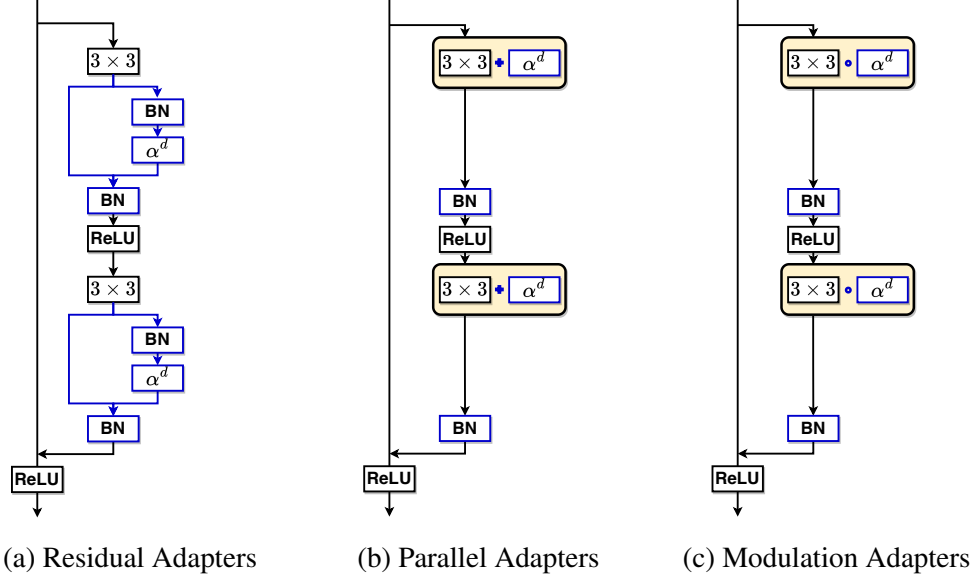 3 × 3
BN
α^d
BN
ReLU
3 × 3
BN
α^d
BN
ReLU
(a) Residual Adapters
3 × 3 + α^d
BN
ReLU
3 × 3 + α^d
BN
ReLU
(b) Parallel Adapters
3 × 3 ∘ α^d
BN
ReLU
3 × 3 ∘ α^d
BN
ReLU
(c) Modulation Adapters